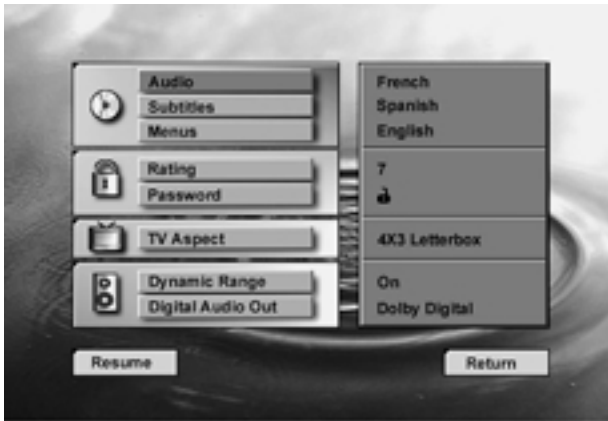 Audio French
Subtitles Spanish
Menus English
Rating 7
Password
TV Aspect 4X3 Letterbox
Dynamic Range On
Digital Audio Out Dolby Digital
Resume Return